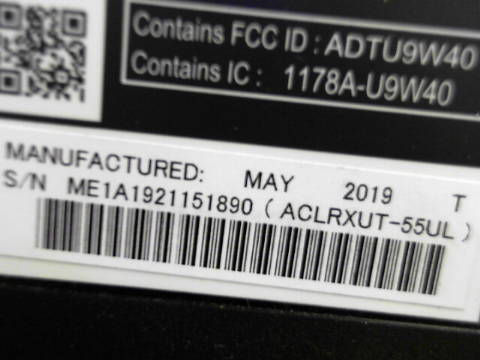 Contains FCC ID : ADTU9W40
Contains IC : 1178A-U9W40
MANUFACTURED: MAY 2019 T
S/N ME1A1921151890 ( ACLRXUT-55UL )